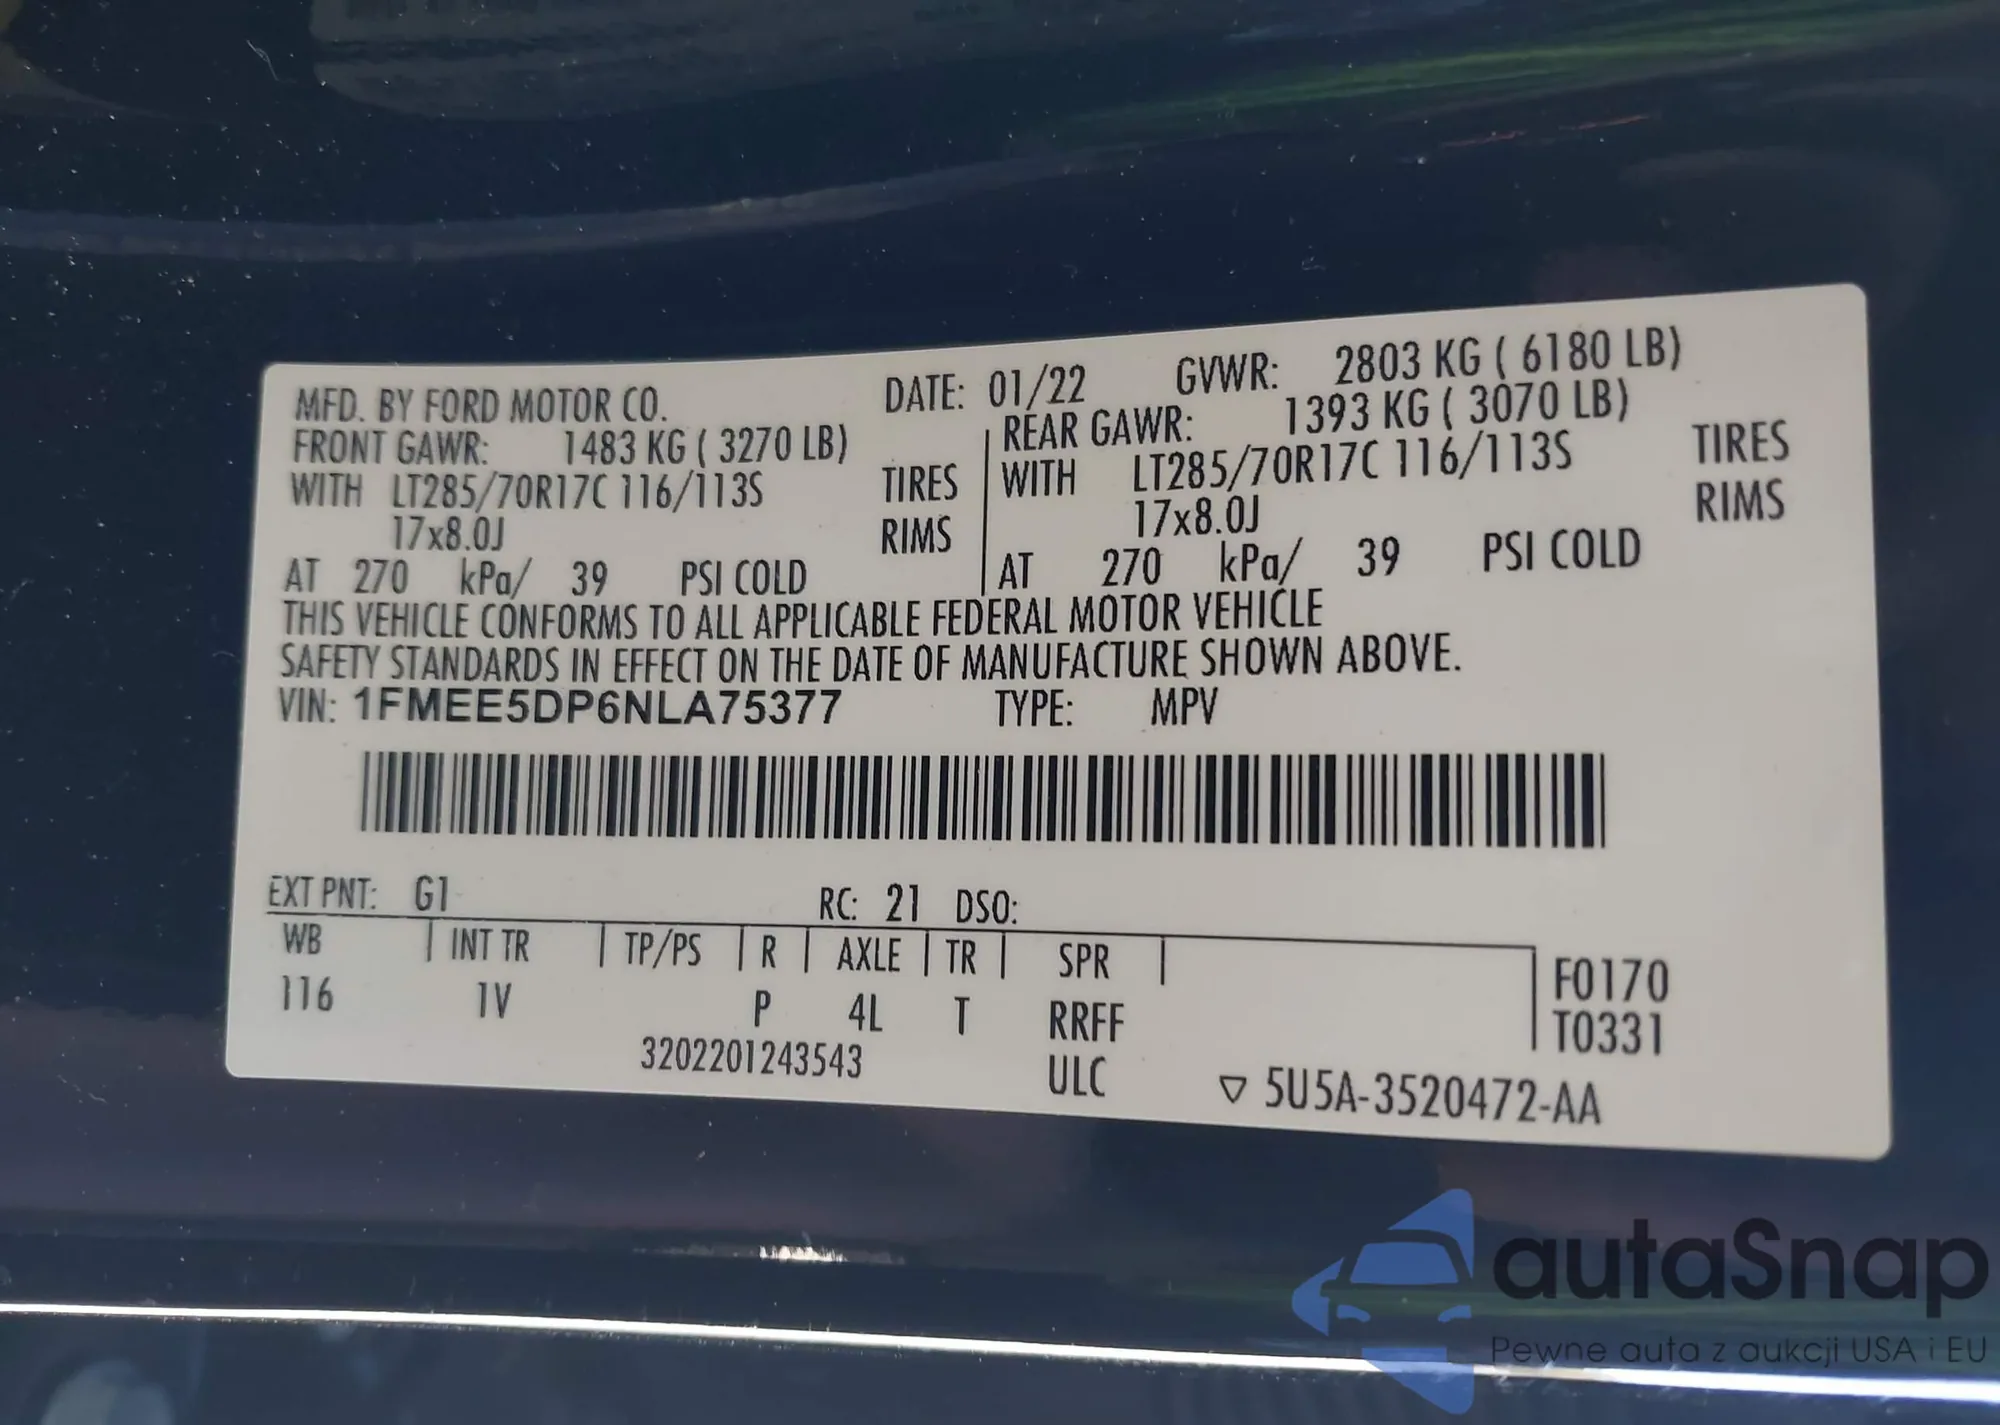 MFD. BY FORD MOTOR CO. DATE: 01/22 GVWR: 2803 KG ( 6180 LB)
FRONT GAWR: 1483 KG ( 3270 LB) REAR GAWR: 1393 KG ( 3070 LB)
WITH LT285/70R17C 116/113S TIRES WITH LT285/70R17C 116/113S TIRES
17x8.0J RIMS 17x8.0J RIMS
AT 270 kPa/ 39 PSI COLD AT 270 kPa/ 39 PSI COLD
THIS VEHICLE CONFORMS TO ALL APPLICABLE FEDERAL MOTOR VEHICLE
SAFETY STANDARDS IN EFFECT ON THE DATE OF MANUFACTURE SHOWN ABOVE.
VIN: 1FMEE5DP6NLA75377 TYPE: MPV
EXT PNT: G1 RC: 21 DSO:
WB INT TR TP/PS R AXLE TR SPR F0170
116 1V P 4L T RRFF T0331
3202201243543 ULC ▽ 5U5A-3520472-AA
autaSnap
Pewne auta z aukcji USA i EU